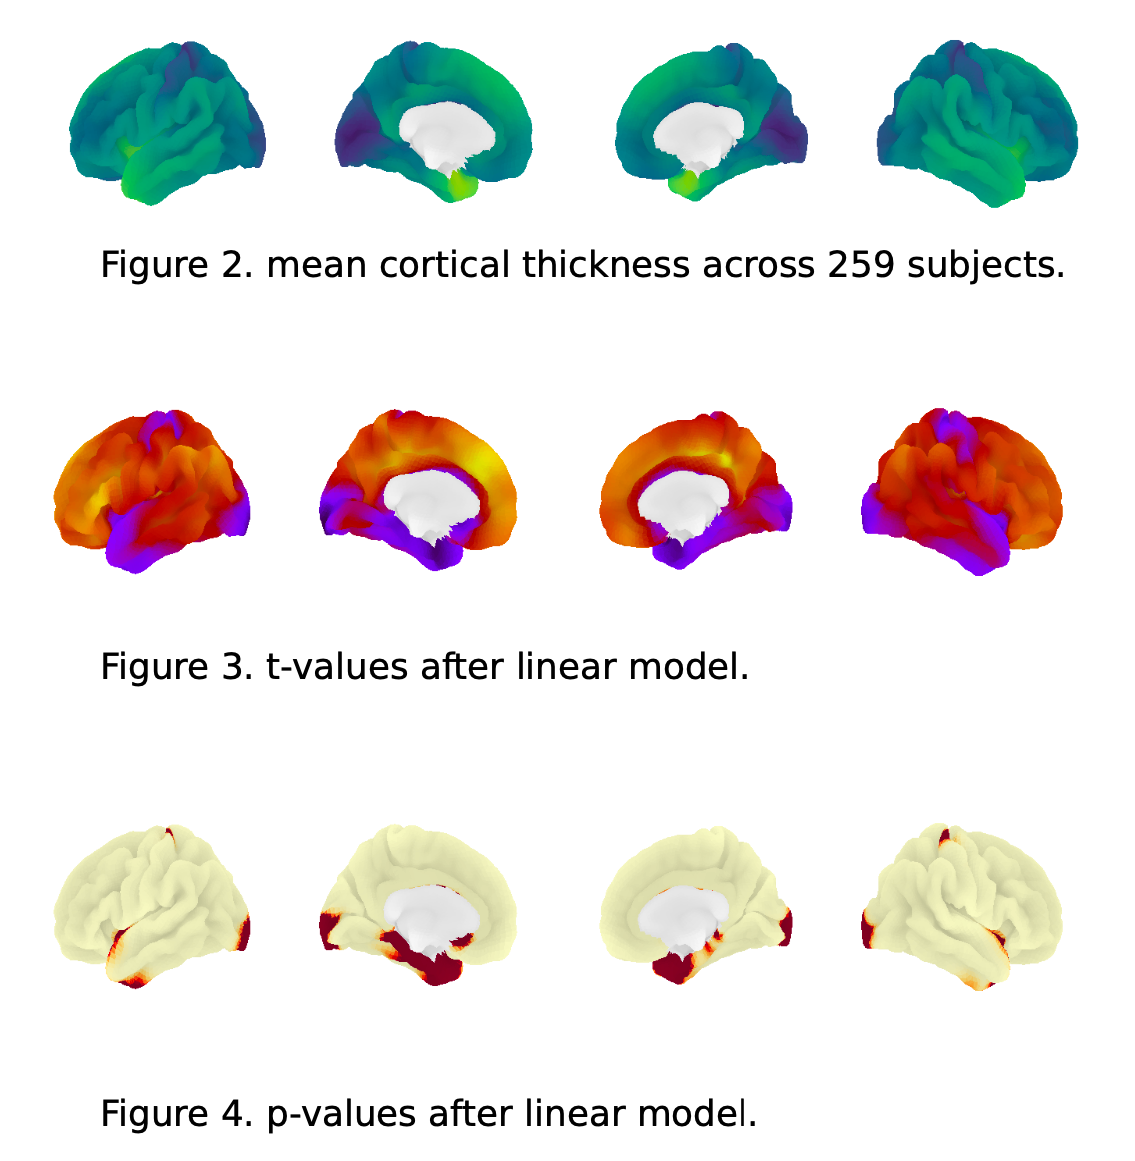 Figure 2. mean cortical thickness across 259 subjects.
Figure 3. t-values after linear model.
Figure 4. p-values after linear model.